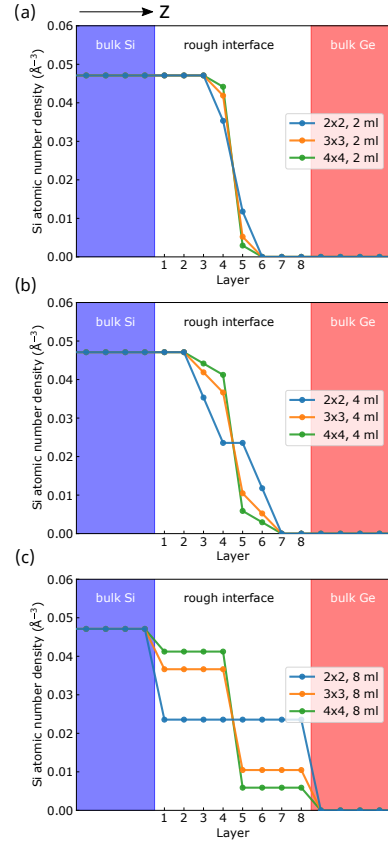 (a)
Z
bulk Si
rough interface
bulk Ge
0.06
0.05
0.04
0.03
0.02
0.01
0.00
Si atomic number density (Å⁻³)
2x2, 2 ml
3x3, 2 ml
4x4, 2 ml
1 2 3 4 5 6 7 8
Layer
(b)
bulk Si
rough interface
bulk Ge
0.06
0.05
0.04
0.03
0.02
0.01
0.00
Si atomic number density (Å⁻³)
2x2, 4 ml
3x3, 4 ml
4x4, 4 ml
1 2 3 4 5 6 7 8
Layer
(c)
bulk Si
rough interface
bulk Ge
0.06
0.05
0.04
0.03
0.02
0.01
0.00
Si atomic number density (Å⁻³)
2x2, 8 ml
3x3, 8 ml
4x4, 8 ml
1 2 3 4 5 6 7 8
Layer